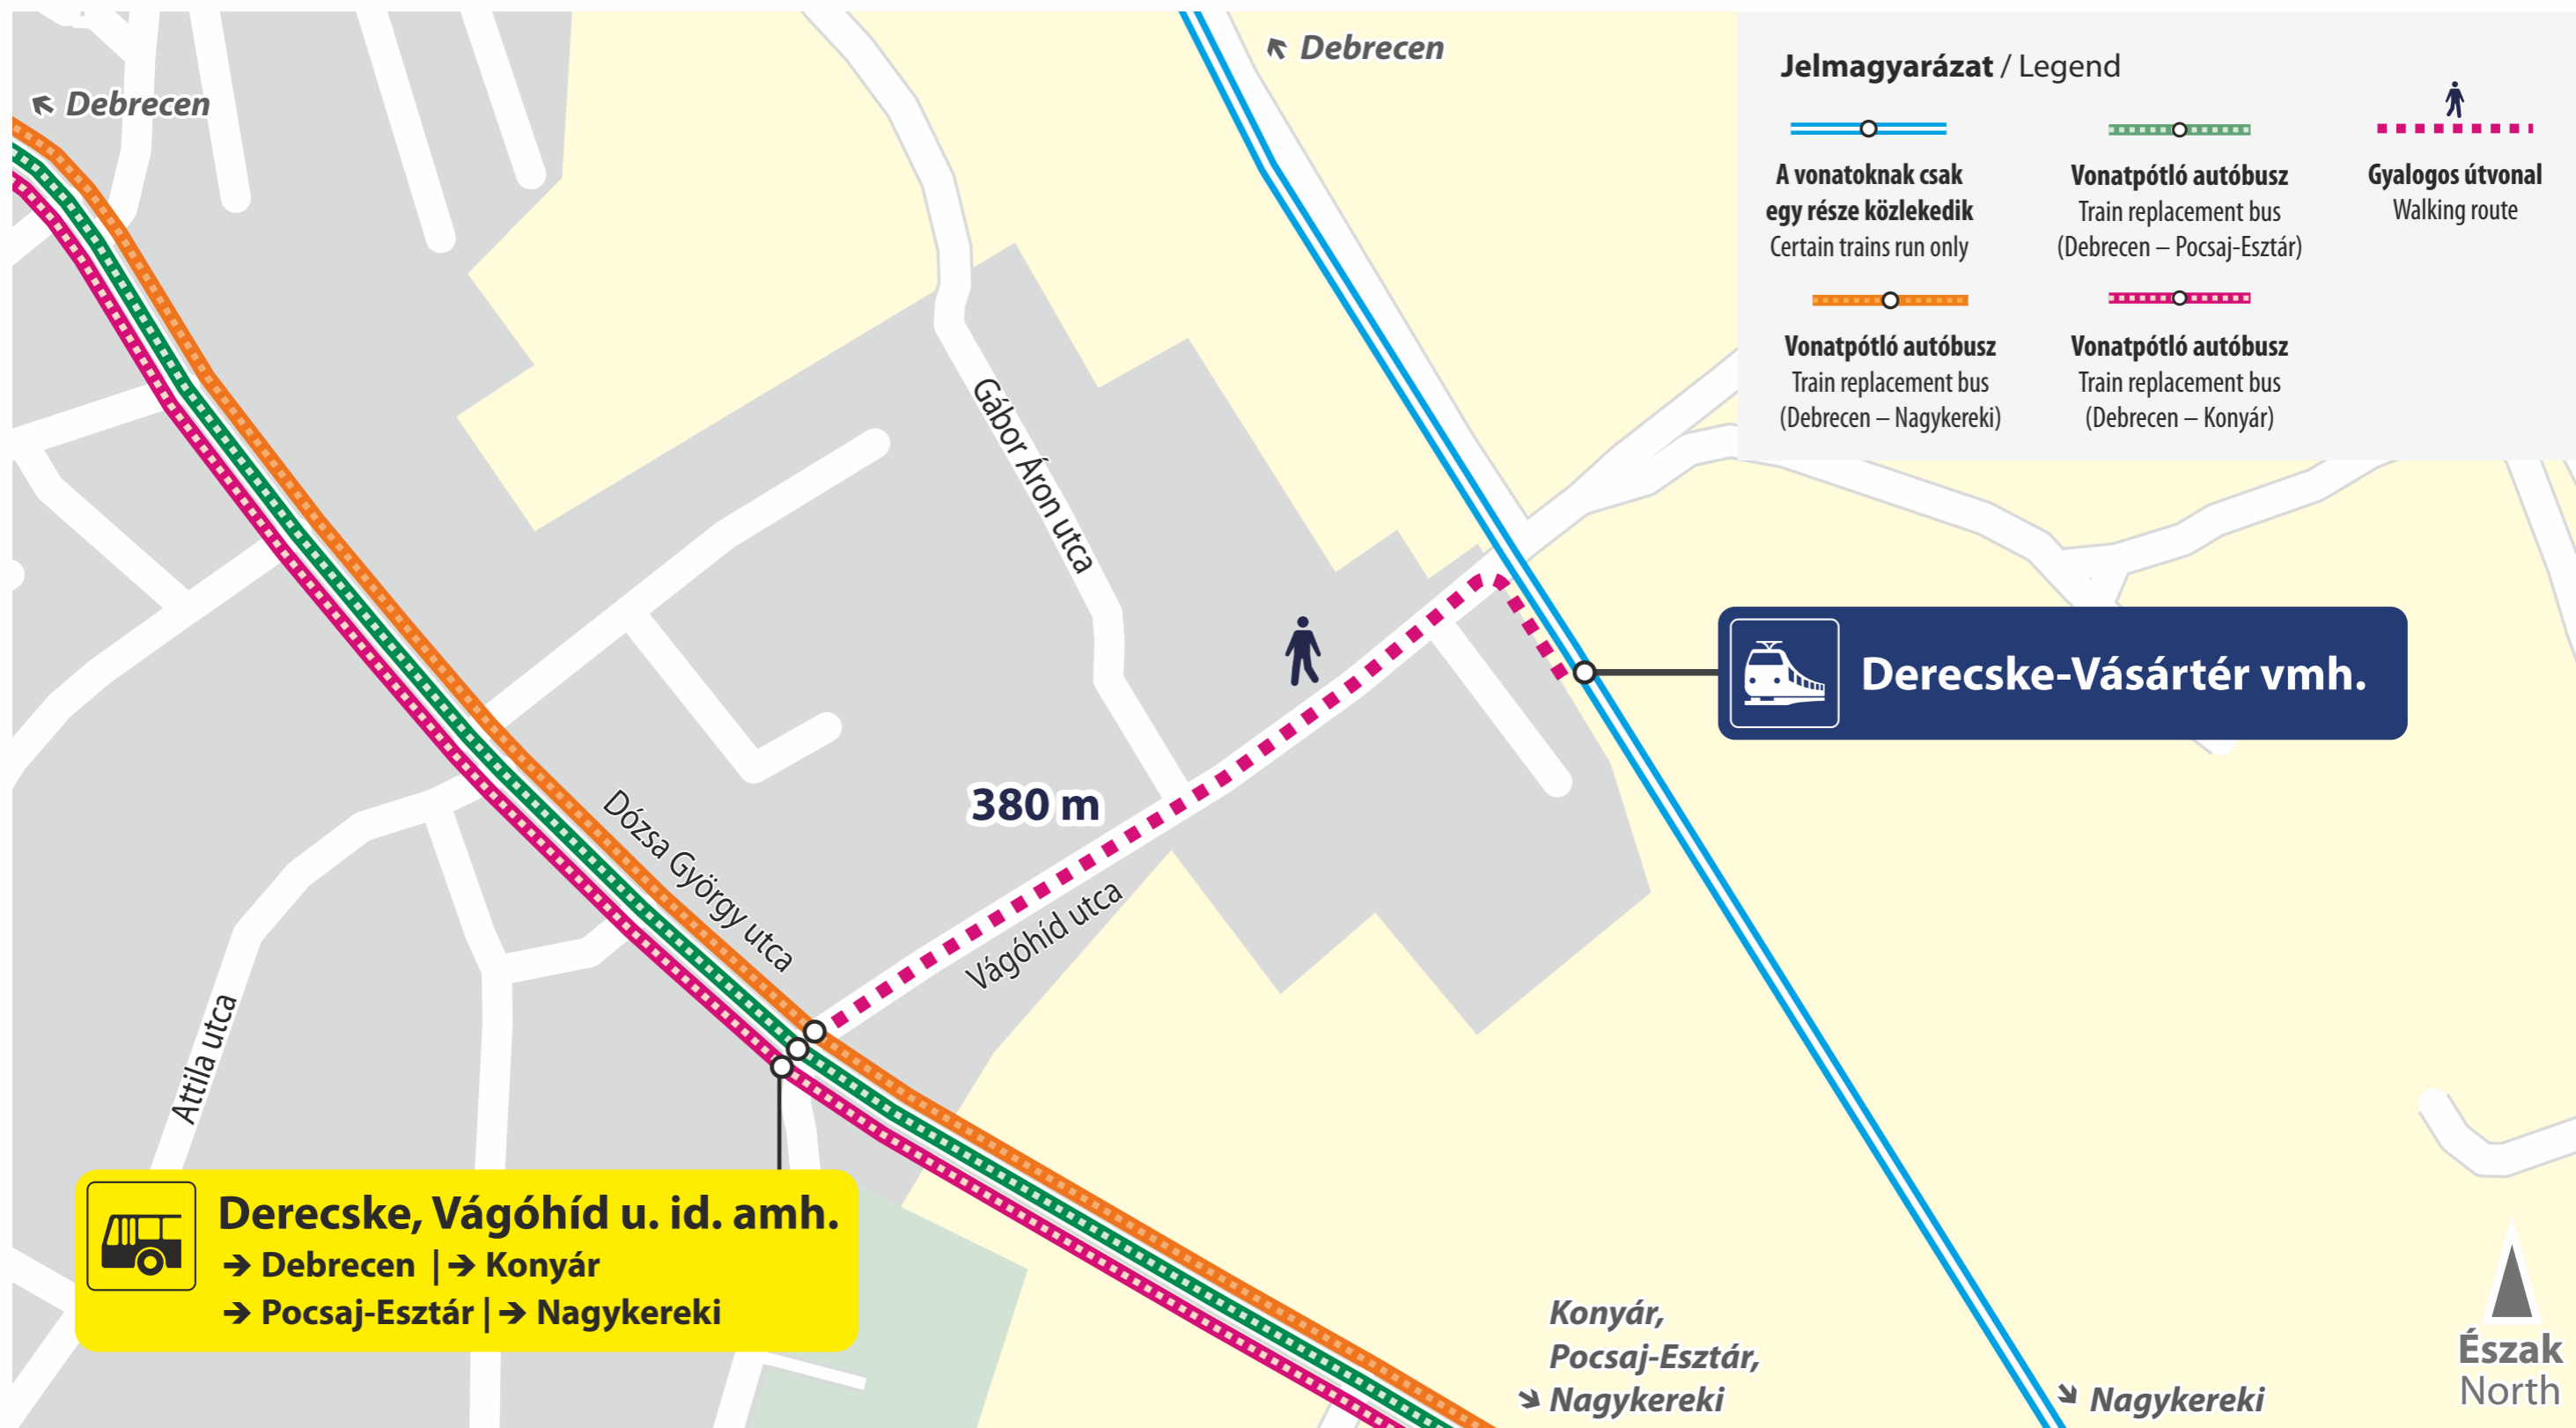 Debrecen
Debrecen
Jelmagyarázat / Legend
A vonatoknak csak
egy része közlekedik
Certain trains run only
Vonatpótló autóbusz
Train replacement bus
(Debrecen – Pocsaj-Esztár)
Gyalogos útvonal
Walking route
Vonatpótló autóbusz
Train replacement bus
(Debrecen – Nagykereki)
Vonatpótló autóbusz
Train replacement bus
(Debrecen – Konyár)
Gábor Áron utca
Derecske-Vásártér vmh.
380 m
Dózsa György utca
Vágóhíd utca
Attila utca
Derecske, Vágóhíd u. id. amh.
➔ Debrecen | ➔ Konyár
➔ Pocsaj-Esztár | ➔ Nagykereki
Konyár,
Pocsaj-Esztár,
Nagykereki
Nagykereki
Észak
North